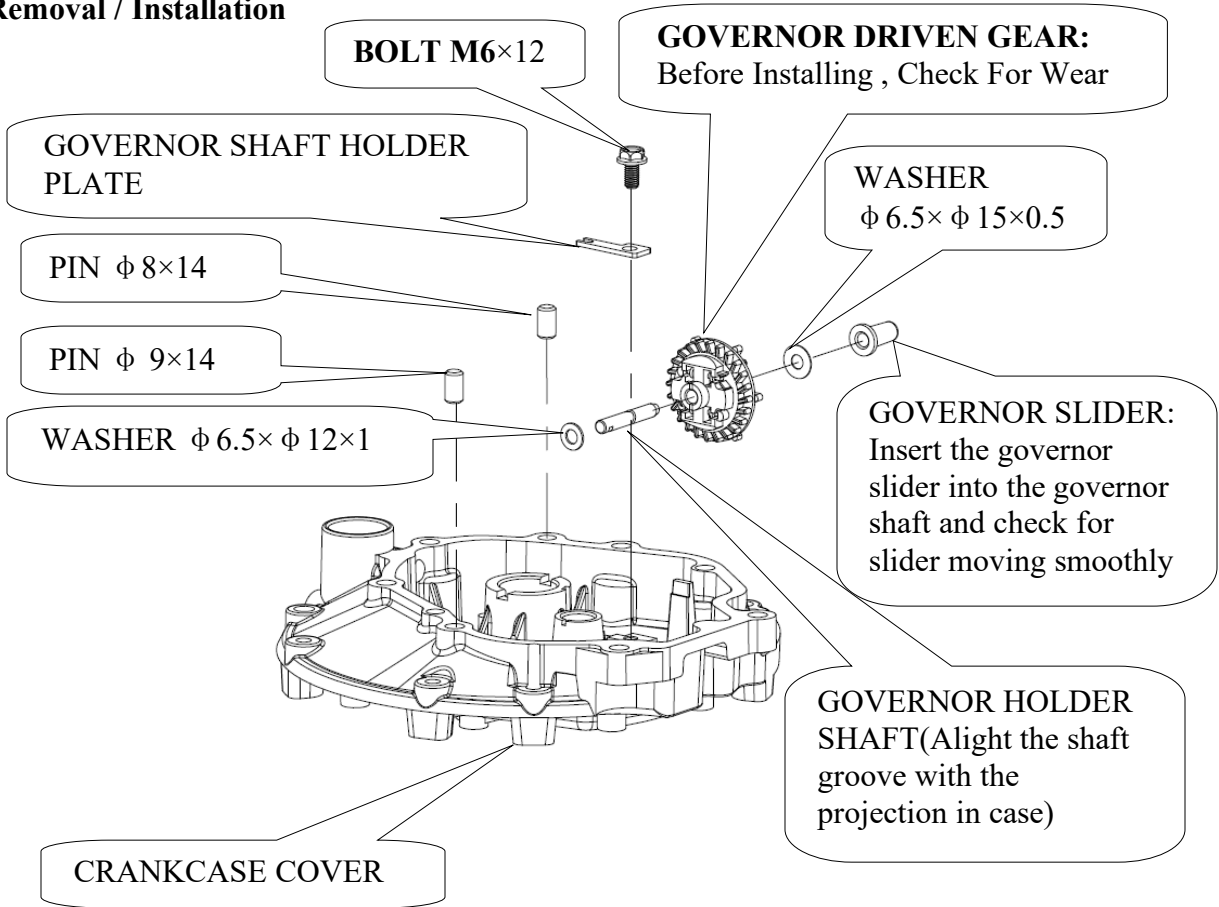 Removal / Installation
BOLT M6×12
GOVERNOR DRIVEN GEAR:
Before Installing , Check For Wear
GOVERNOR SHAFT HOLDER
PLATE
WASHER
ф 6.5× ф 15×0.5
PIN ф 8×14
PIN ф 9×14
WASHER ф 6.5× ф 12×1
GOVERNOR SLIDER:
Insert the governor
slider into the governor
shaft and check for
slider moving smoothly
GOVERNOR HOLDER
SHAFT(Alight the shaft
groove with the
projection in case)
CRANKCASE COVER